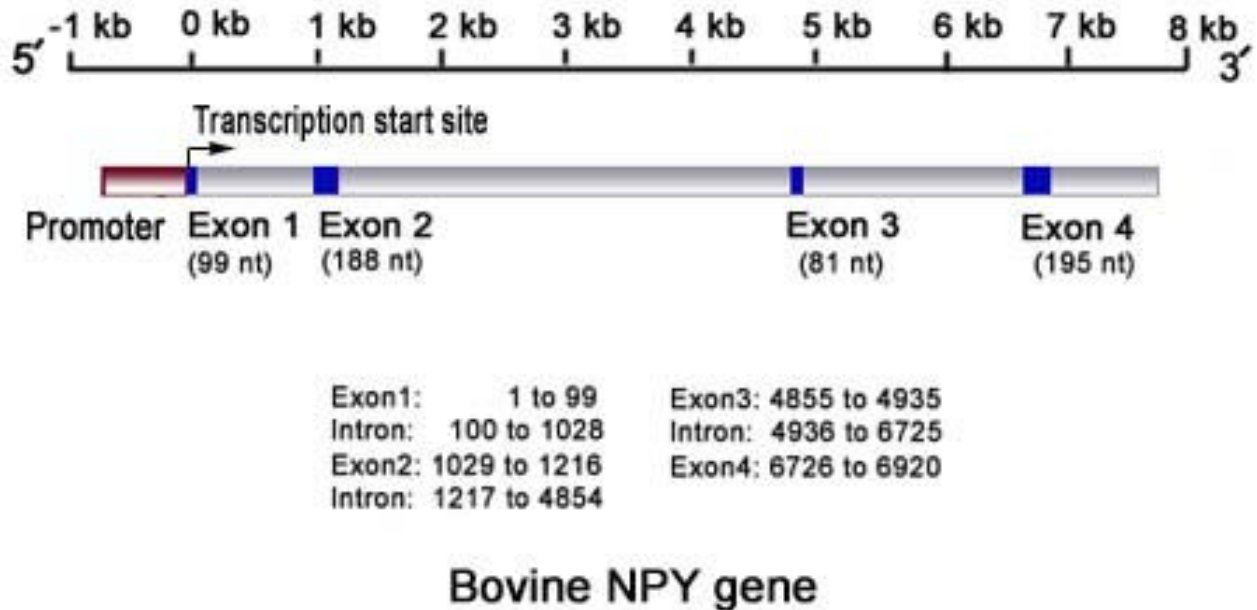 -1 kb 0 kb 1 kb 2 kb 3 kb 4 kb 5 kb 6 kb 7 kb 8 kb
5′ 3′
Transcription start site
Promoter Exon 1 Exon 2 Exon 3 Exon 4
(99 nt) (188 nt) (81 nt) (195 nt)
Exon1: 1 to 99
Intron: 100 to 1028
Exon2: 1029 to 1216
Intron: 1217 to 4854
Exon3: 4855 to 4935
Intron: 4936 to 6725
Exon4: 6726 to 6920
Bovine NPY gene